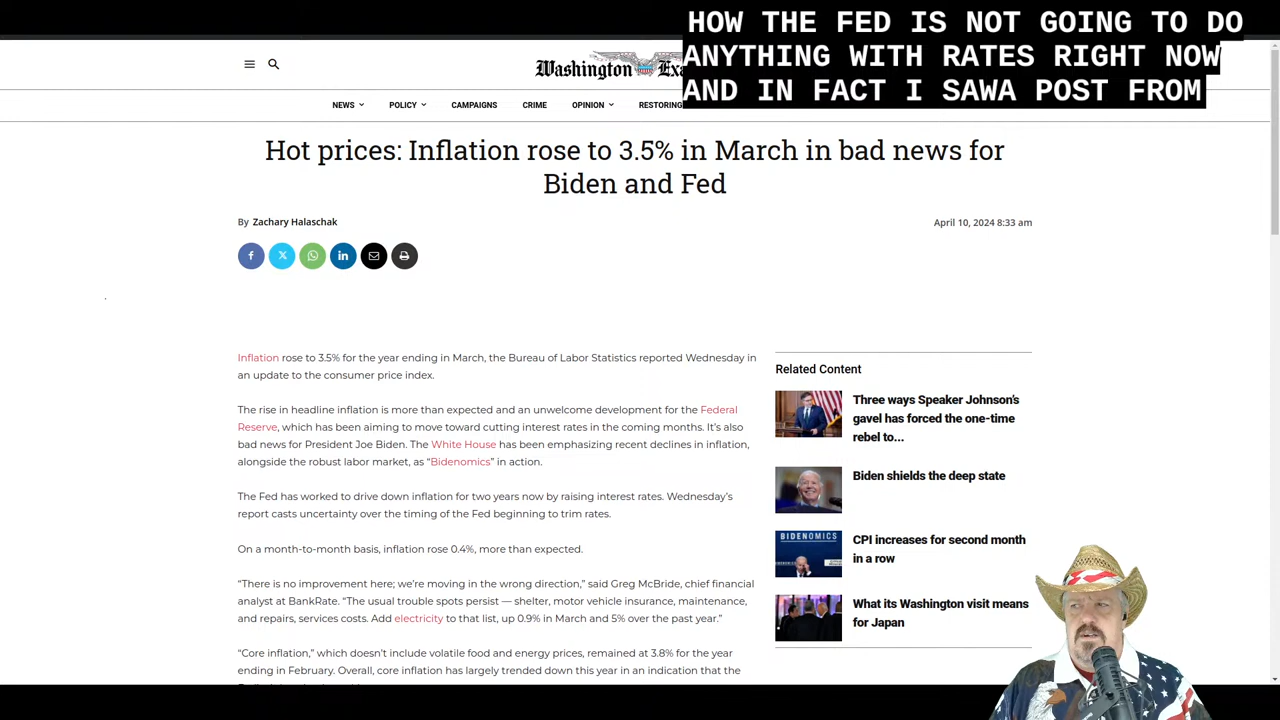 HOW THE FED IS NOT GOING TO DO
ANYTHING WITH RATES RIGHT NOW
AND IN FACT I SAWA POST FROM
Washington Exa
NEWS
POLICY
CAMPAIGNS
CRIME
OPINION
RESTORING
Hot prices: Inflation rose to 3.5% in March in bad news for
Biden and Fed
By Zachary Halaschak
April 10, 2024 8:33 am
Inflation rose to 3.5% for the year ending in March, the Bureau of Labor Statistics reported Wednesday in
an update to the consumer price index.
The rise in headline inflation is more than expected and an unwelcome development for the Federal
Reserve, which has been aiming to move toward cutting interest rates in the coming months. It’s also
bad news for President Joe Biden. The White House has been emphasizing recent declines in inflation,
alongside the robust labor market, as “Bidenomics” in action.
The Fed has worked to drive down inflation for two years now by raising interest rates. Wednesday’s
report casts uncertainty over the timing of the Fed beginning to trim rates.
On a month-to-month basis, inflation rose 0.4%, more than expected.
“There is no improvement here; we’re moving in the wrong direction,” said Greg McBride, chief financial
analyst at BankRate. “The usual trouble spots persist — shelter, motor vehicle insurance, maintenance,
and repairs, services costs. Add electricity to that list, up 0.9% in March and 5% over the past year.”
“Core inflation,” which doesn’t include volatile food and energy prices, remained at 3.8% for the year
ending in February. Overall, core inflation has largely trended down this year in an indication that the
Related Content
Three ways Speaker Johnson’s
gavel has forced the one-time
rebel to...
Biden shields the deep state
BIDENOMICS
CPI increases for second month
in a row
What its Washington visit means
for Japan